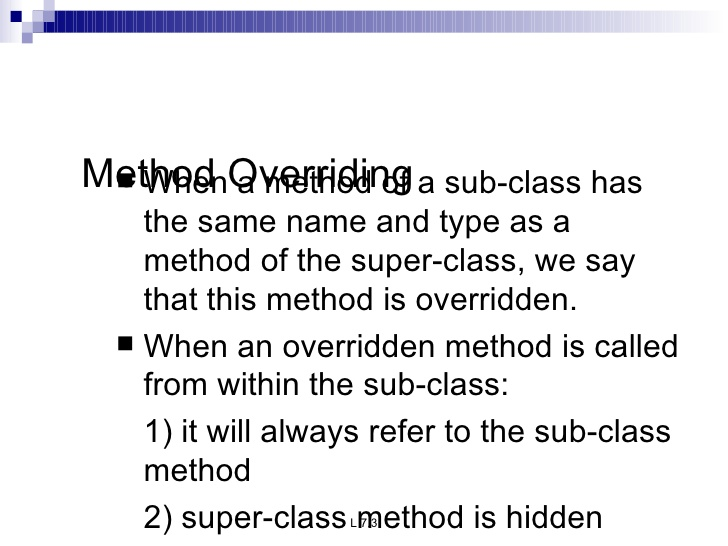 Method Overriding
When a method of a sub-class has
the same name and type as a
method of the super-class, we say
that this method is overridden.
When an overridden method is called
from within the sub-class:
1) it will always refer to the sub-class
method
2) super-class method is hidden
L 7.3